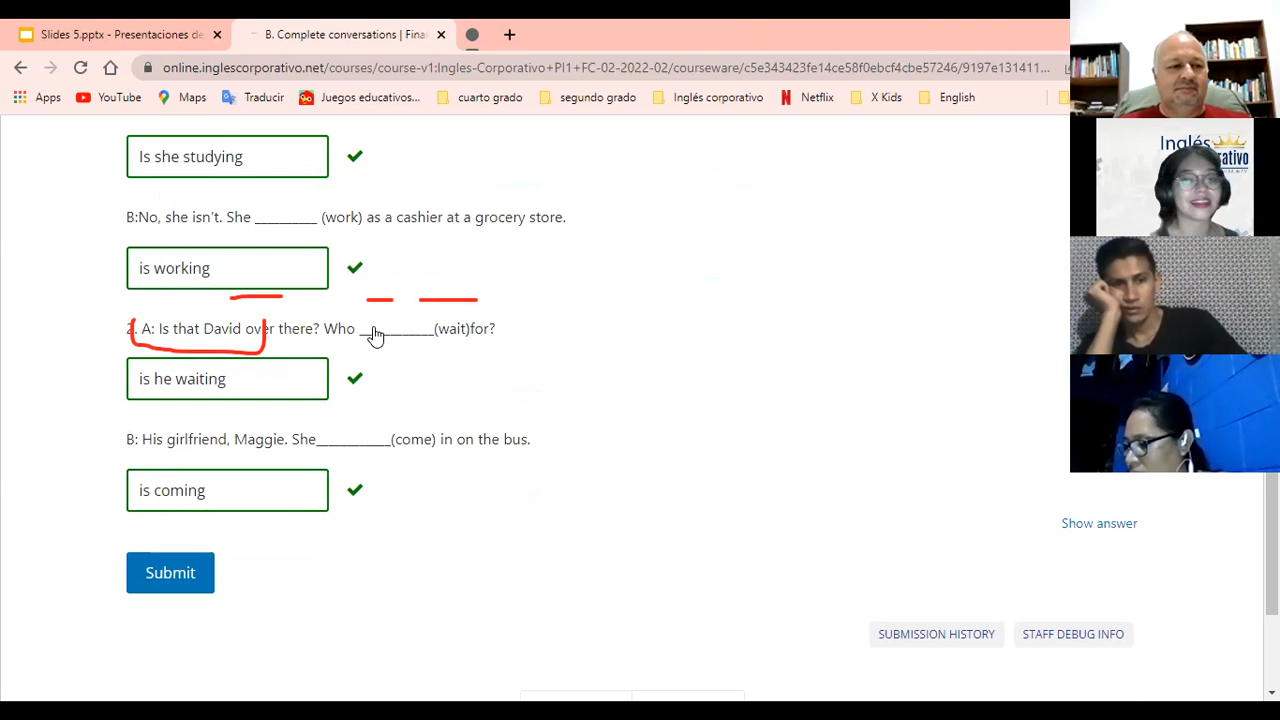 Slides 5.pptx - Presentaciones de
B. Complete conversations | Fina
online.inglescorporativo.net/courses/course-v1:Ingles-Corporativo+PI1+FC-02-2022-02/courseware/c5e343423fe14ce58f0ebcf4cbe57246/9197e131411...
Apps YouTube Maps Traducir Juegos educativos... cuarto grado segundo grado Inglés corporativo Netflix X Kids English
Is she studying
B:No, she isn't. She __________ (work) as a cashier at a grocery store.
is working
2. A: Is that David over there? Who ____________(wait)for?
is he waiting
B: His girlfriend, Maggie. She____________(come) in on the bus.
is coming
Show answer
Submit
SUBMISSION HISTORY STAFF DEBUG INFO
Inglés